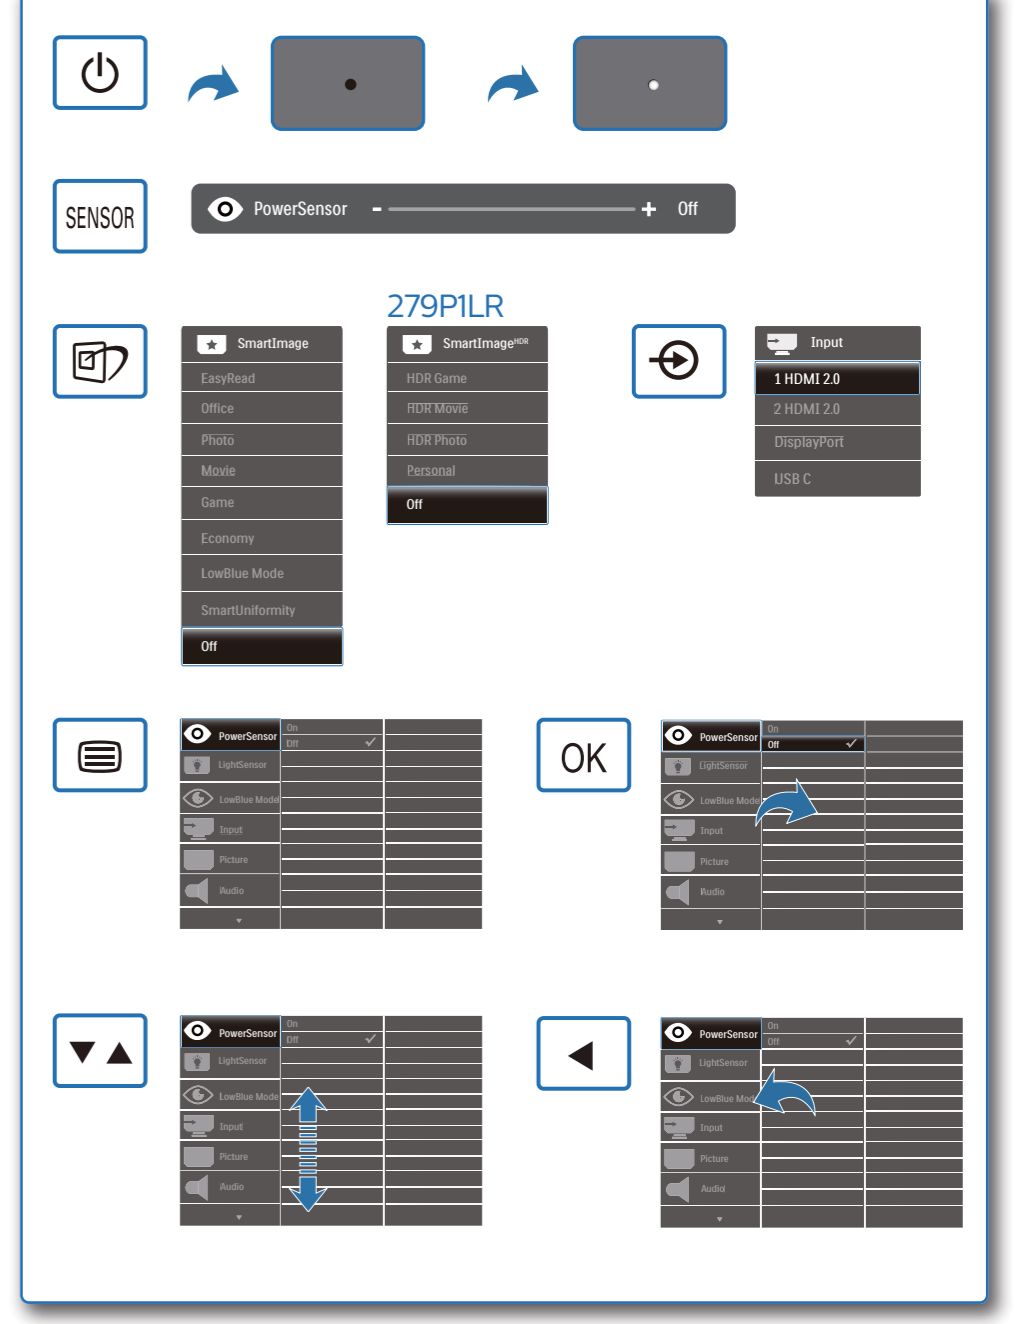 SENSOR
PowerSensor - + Off
279P1LR
SmartImage
EasyRead
Office
Photo
Movie
Game
Economy
LowBlue Mode
SmartUniformity
Off
SmartImageHDR
HDR Game
HDR Movie
HDR Photo
Personal
Off
Input
1 HDMI 2.0
2 HDMI 2.0
DisplayPort
USB C
PowerSensor
LightSensor
LowBlue Mode
Input
Picture
Audio
On
Off ✓
OK
PowerSensor
LightSensor
LowBlue Mode
Input
Picture
Audio
On
Off ✓
PowerSensor
LightSensor
LowBlue Mode
Input
Picture
Audio
On
Off ✓
PowerSensor
LightSensor
LowBlue Mod
Input
Picture
Audio
On
Off ✓